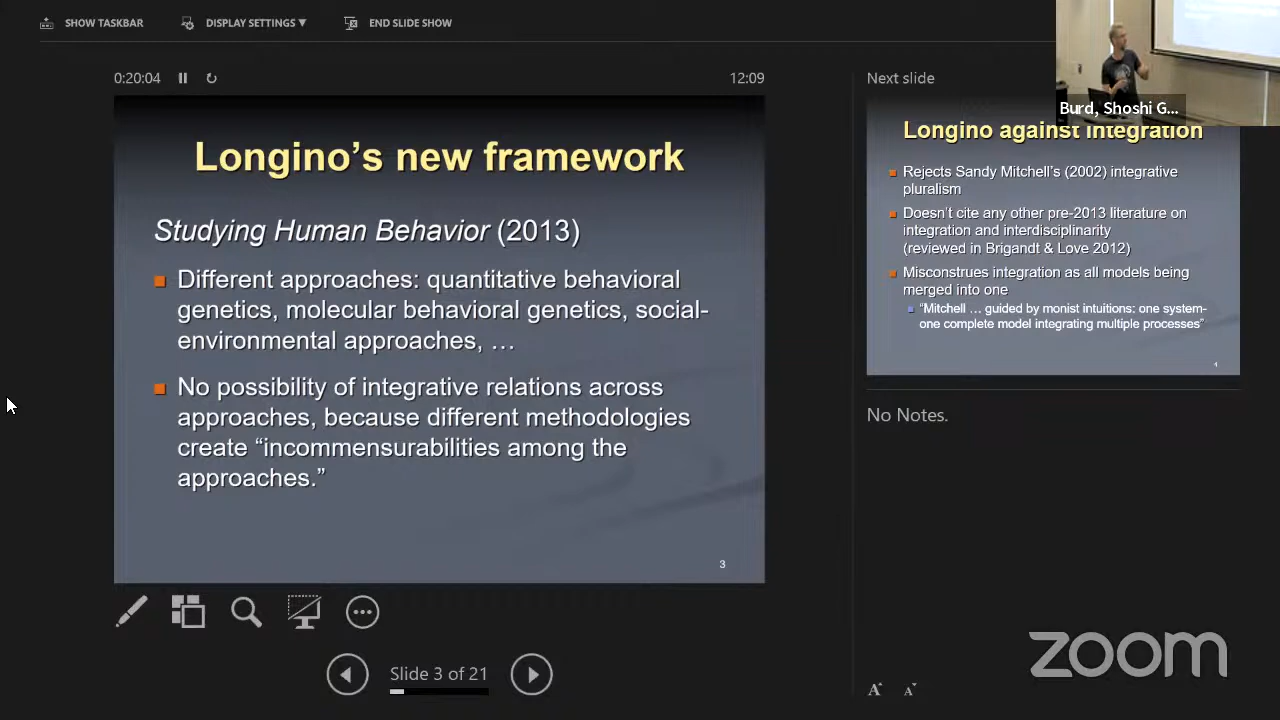 SHOW TASKBAR
DISPLAY SETTINGS ▼
END SLIDE SHOW
0:20:04
12:09
Longino's new framework
Studying Human Behavior (2013)
Different approaches: quantitative behavioral
genetics, molecular behavioral genetics, social-
environmental approaches, …
No possibility of integrative relations across
approaches, because different methodologies
create “incommensurabilities among the
approaches.”
3
Slide 3 of 21
Next slide
Burd, Shoshi G...
Longino against integration
Rejects Sandy Mitchell's (2002) integrative
pluralism
Doesn't cite any other pre-2013 literature on
integration and interdisciplinarity
(reviewed in Brigandt & Love 2012)
Misconstrues integration as all models being
merged into one
“Mitchell … guided by monist intuitions: one system-
one complete model integrating multiple processes”
4
No Notes.
A A
zoom